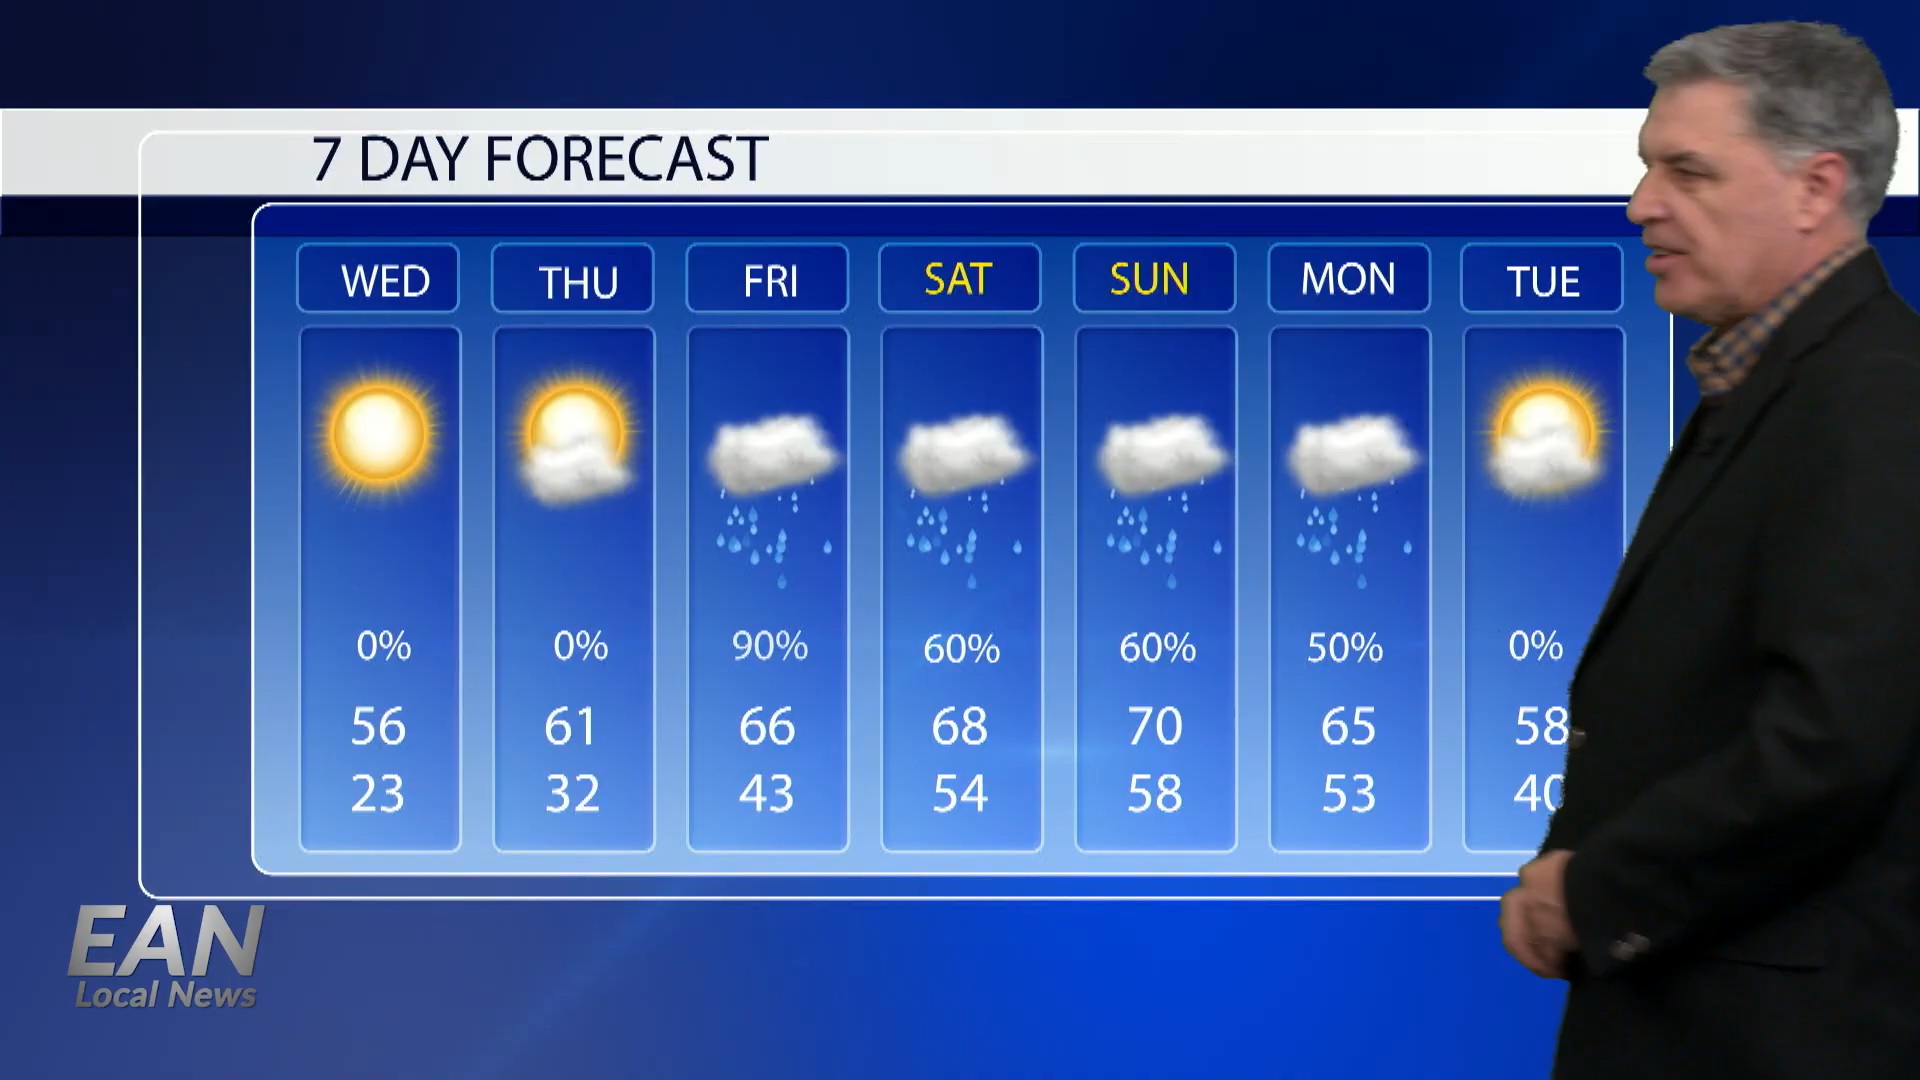 7 DAY FORECAST
WED THU FRI SAT SUN MON TUE
0% 0% 90% 60% 60% 50% 0%
56 61 66 68 70 65 58
23 32 43 54 58 53 40
EAN
Local News